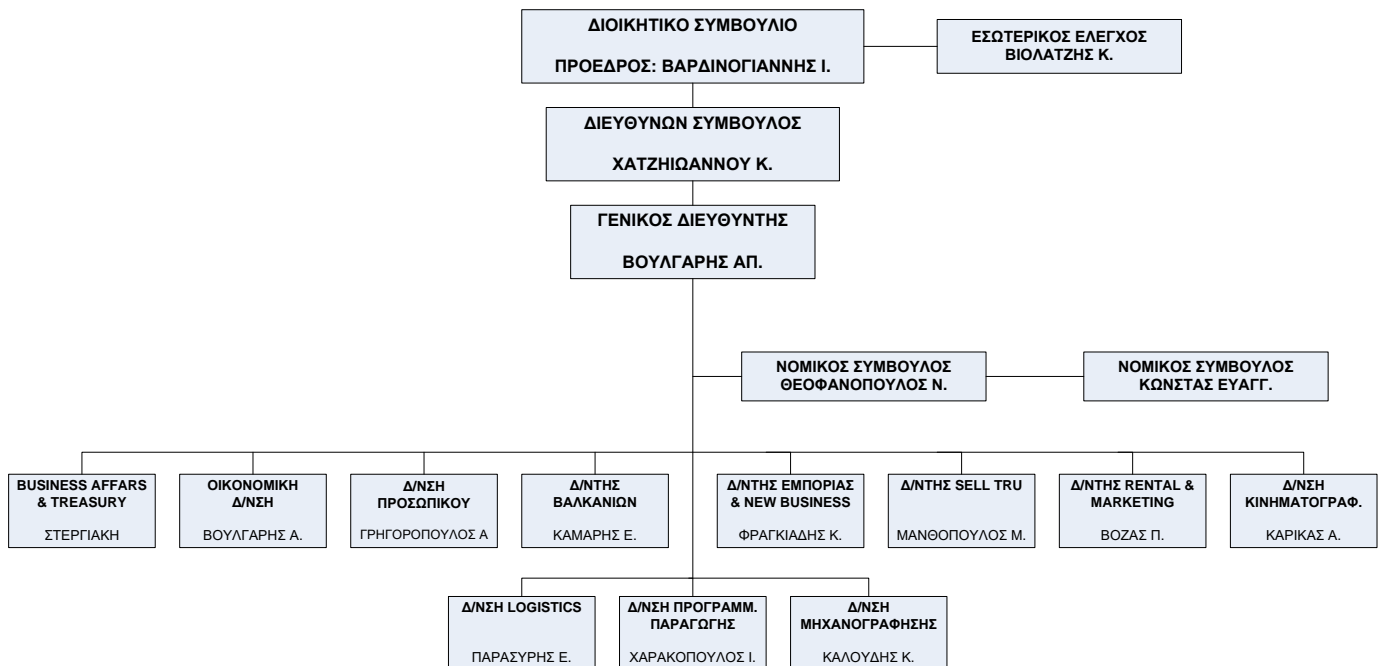 ΔΙΟΙΚΗΤΙΚΟ ΣΥΜΒΟΥΛΙΟ
ΠΡΟΕΔΡΟΣ: ΒΑΡΔΙΝΟΓΙΑΝΝΗΣ Ι.
ΕΣΩΤΕΡΙΚΟΣ ΕΛΕΓΧΟΣ
ΒΙΟΛΑΤΖΗΣ Κ.
ΔΙΕΥΘΥΝΩΝ ΣΥΜΒΟΥΛΟΣ
ΧΑΤΖΗΙΩΑΝΝΟΥ Κ.
ΓΕΝΙΚΟΣ ΔΙΕΥΘΥΝΤΗΣ
ΒΟΥΛΓΑΡΗΣ ΑΠ.
ΝΟΜΙΚΟΣ ΣΥΜΒΟΥΛΟΣ
ΘΕΟΦΑΝΟΠΟΥΛΟΣ Ν.
ΝΟΜΙΚΟΣ ΣΥΜΒΟΥΛΟΣ
ΚΩΝΣΤΑΣ ΕΥΑΓΓ.
BUSINESS AFFARS
& TREASURY
ΣΤΕΡΓΙΑΚΗ
ΟΙΚΟΝΟΜΙΚΗ
Δ/ΝΣΗ
ΒΟΥΛΓΑΡΗΣ Α.
Δ/ΝΣΗ
ΠΡΟΣΩΠΙΚΟΥ
ΓΡΗΓΟΡΟΠΟΥΛΟΣ Α
Δ/ΝΤΗΣ
ΒΑΛΚΑΝΙΩΝ
ΚΑΜΑΡΗΣ Ε.
Δ/ΝΤΗΣ ΕΜΠΟΡΙΑΣ
& NEW BUSINESS
ΦΡΑΓΚΙΑΔΗΣ Κ.
Δ/ΝΤΗΣ SELL TRU
ΜΑΝΘΟΠΟΥΛΟΣ Μ.
Δ/ΝΤΗΣ RENTAL &
MARKETING
ΒΟΖΑΣ Π.
Δ/ΝΣΗ
ΚΙΝΗΜΑΤΟΓΡΑΦ.
ΚΑΡΙΚΑΣ Α.
Δ/ΝΣΗ LOGISTICS
ΠΑΡΑΣΥΡΗΣ Ε.
Δ/ΝΣΗ ΠΡΟΓΡΑΜΜ.
ΠΑΡΑΓΩΓΗΣ
ΧΑΡΑΚΟΠΟΥΛΟΣ Ι.
Δ/ΝΣΗ
ΜΗΧΑΝΟΓΡΑΦΗΣΗΣ
ΚΑΛΟΥΔΗΣ Κ.